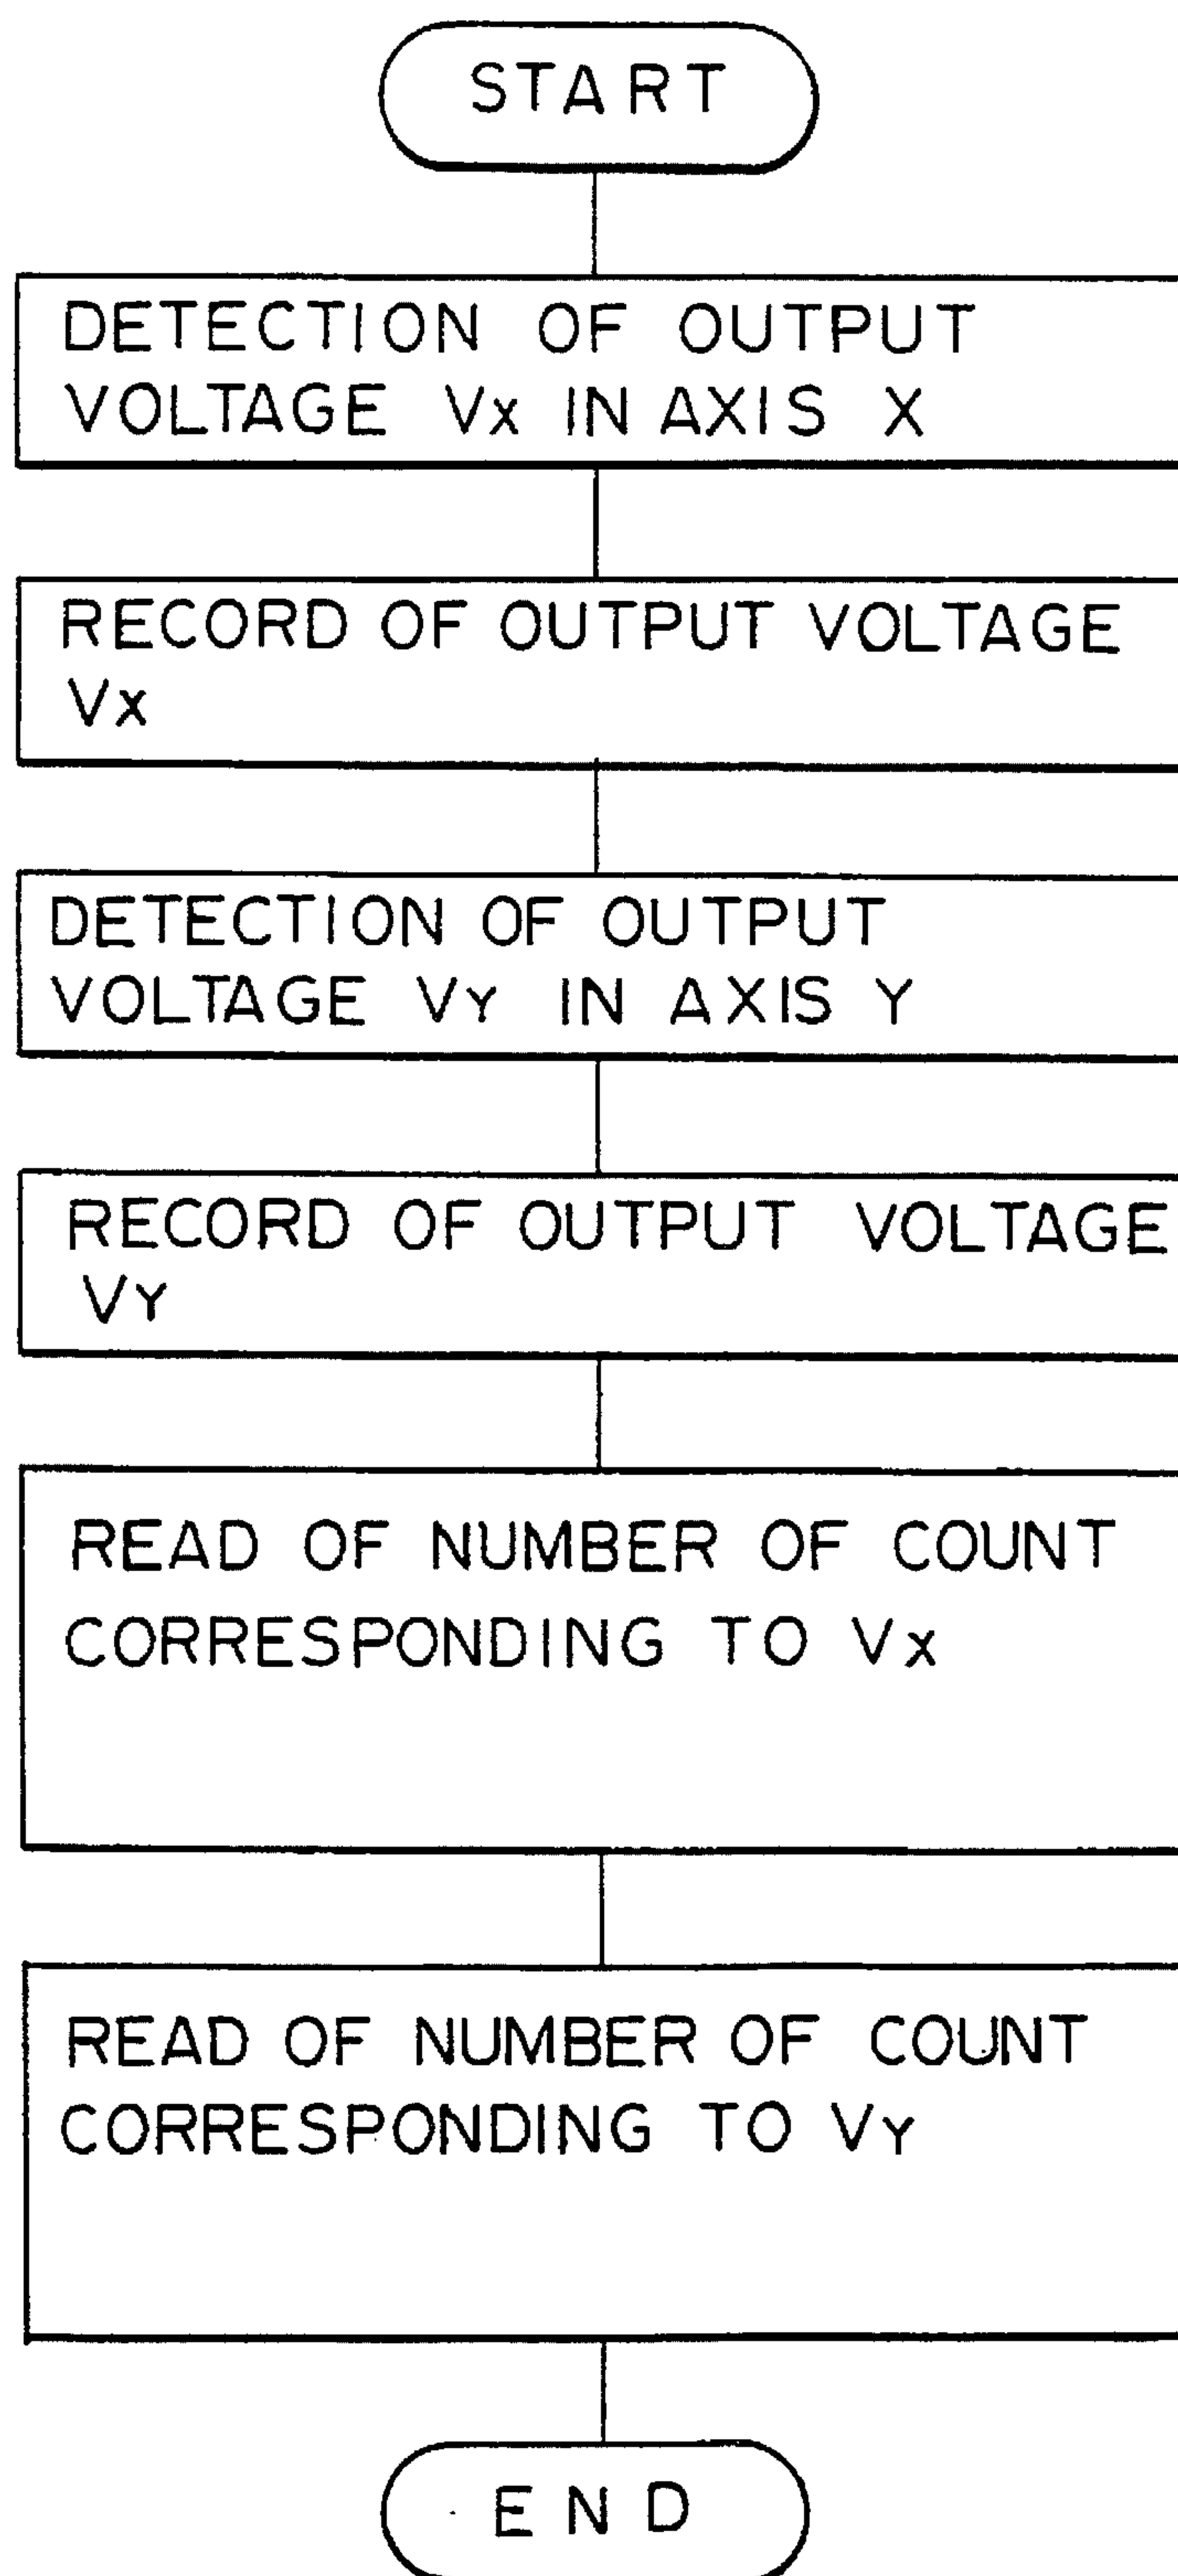 START
DETECTION OF OUTPUT
VOLTAGE Vx IN AXIS X
RECORD OF OUTPUT VOLTAGE
Vx
DETECTION OF OUTPUT
VOLTAGE VY IN AXIS Y
RECORD OF OUTPUT VOLTAGE
VY
READ OF NUMBER OF COUNT
CORRESPONDING TO Vx
READ OF NUMBER OF COUNT
CORRESPONDING TO VY
END